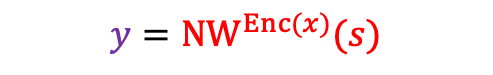 y = NW^Enc(x)(s)